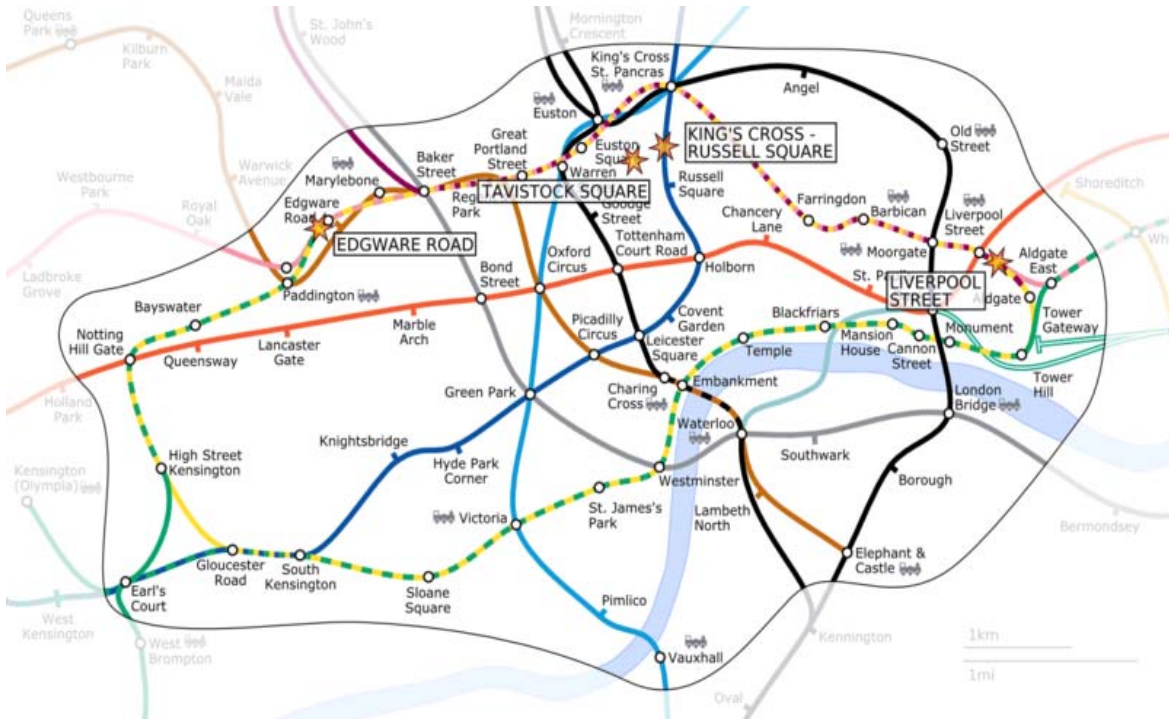 Queens
Park
Kilburn
Park
St. John's
Wood
Mornington
Crescent
King's Cross
St. Pancras
Angel
Maida
Vale
Euston
Old
Street
Warwick
Avenue
Westbourne
Park
Royal
Oak
Marylebone
Baker
Street
Great
Portland
Street
Euston
Square
Warren
KING'S CROSS -
RUSSELL SQUARE
Russell
Square
Shoreditch
Edgware
Road
TAVISTOCK SQUARE
Park
Goodge
Street
EDGWARE ROAD
Farringdon
Barbican
Liverpool
Street
Chancery
Lane
Moorgate
Aldgate
East
Ladbroke
Grove
Paddington
Bond
Street
Oxford
Circus
Tottenham
Court Road
Holborn
LIVERPOOL
STREET
Aldgate
Bayswater
Notting
Hill Gate
Queensway
Lancaster
Gate
Marble
Arch
Picadilly
Circus
Covent
Garden
Leicester
Square
Blackfriars
Temple
Mansion
House
Cannon
Street
Monument
Tower
Gateway
Tower
Hill
Holland
Park
Green Park
Charing
Cross
Embankment
London
Bridge
Waterloo
High Street
Kensington
Knightsbridge
Hyde Park
Corner
Southwark
Borough
Kensington
(Olympia)
Westminster
St. James's
Park
Victoria
Lambeth
North
Bermondsey
Earl's
Court
Gloucester
Road
South
Kensington
Sloane
Square
Elephant &
Castle
West
Kensington
West
Brompton
Pimlico
Vauxhall
Kennington
Oval
1km
1mi